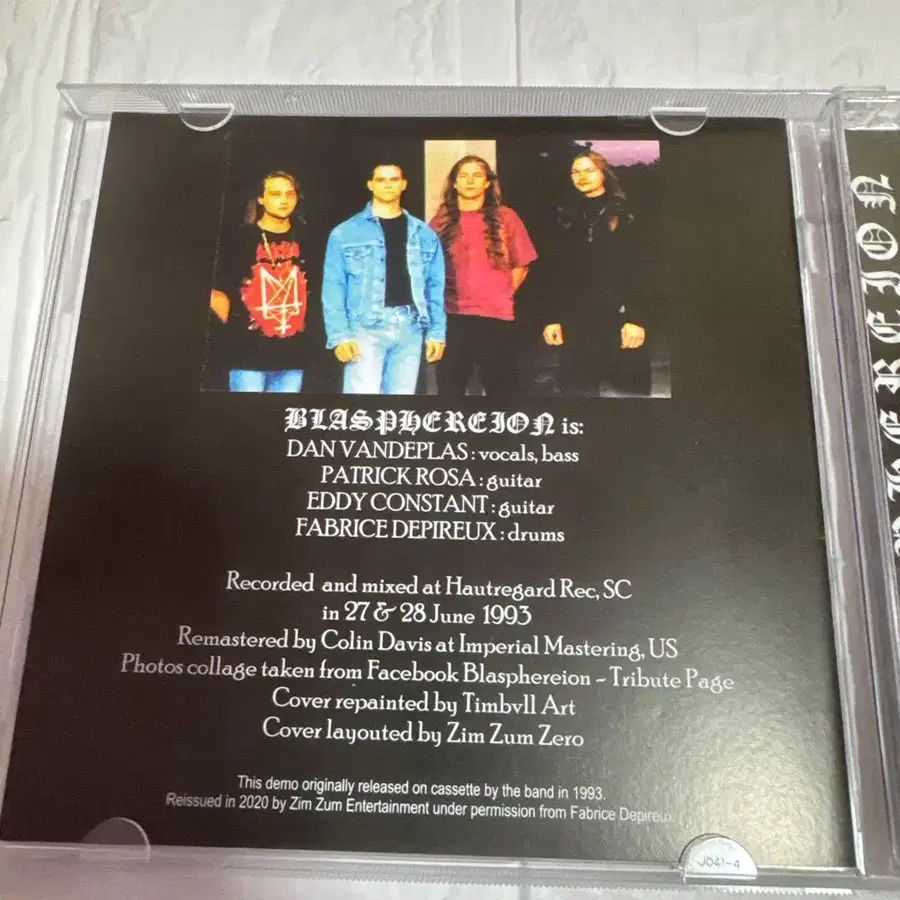 BLASPHEREION is:
DAN VANDEPLAS : vocals, bass
PATRICK ROSA : guitar
EDDY CONSTANT : guitar
FABRICE DEPIREUX : drums
Recorded and mixed at Hautregard Rec, SC
in 27 & 28 June 1993
Remastered by Colin Davis at Imperial Mastering, US
Photos collage taken from Facebook Blasphereion - Tribute Page
Cover repainted by Timbvll Art
Cover layouted by Zim Zum Zero
This demo originally released on cassette by the band in 1993.
Reissued in 2020 by Zim Zum Entertainment under permission from Fabrice Depireux
J041-4
PHEREION